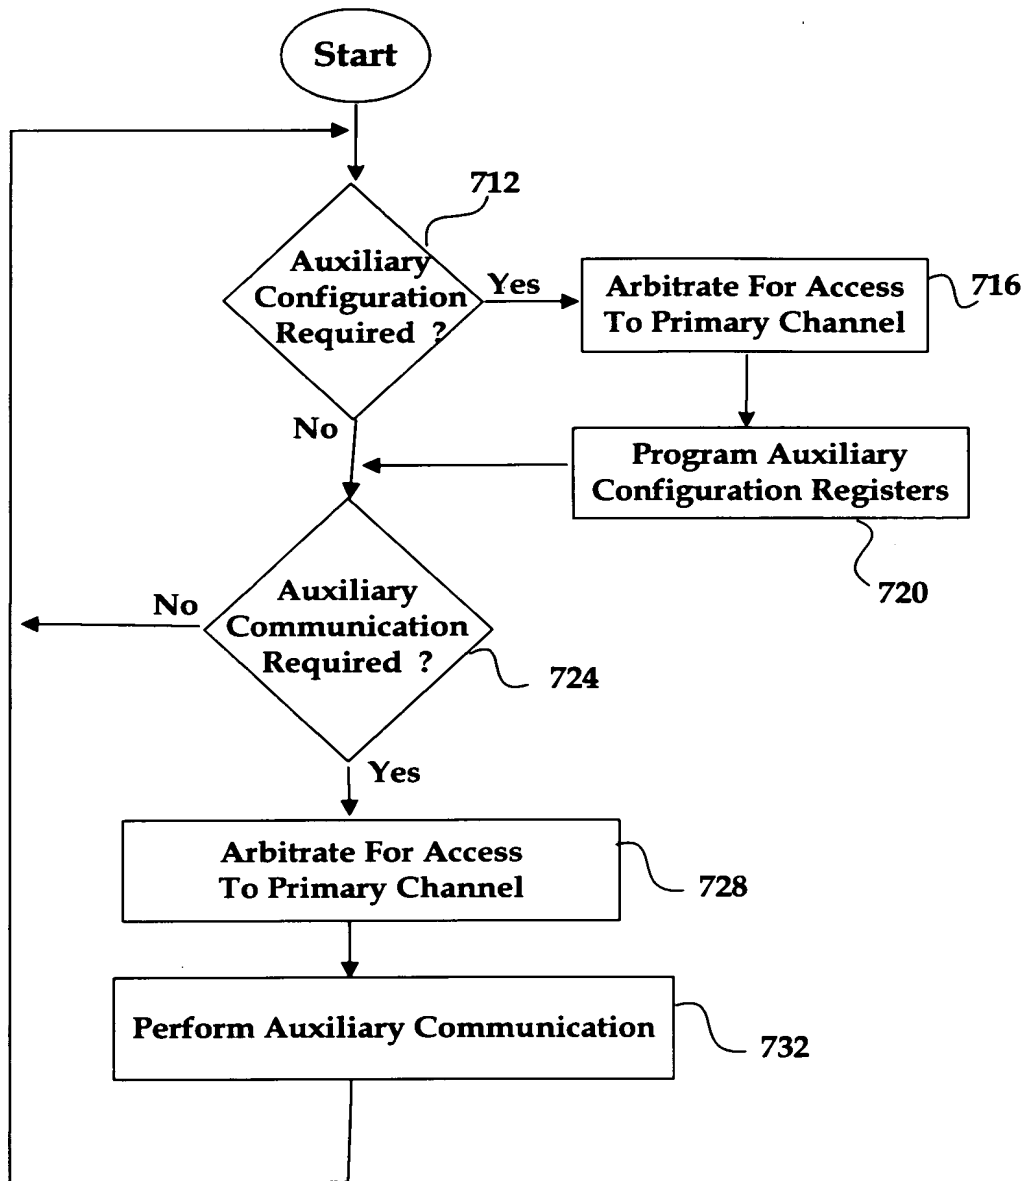 Start
712
Auxiliary
Configuration
Required ?
Yes
Arbitrate For Access
To Primary Channel
716
No
Program Auxiliary
Configuration Registers
720
No
Auxiliary
Communication
Required ?
724
Yes
Arbitrate For Access
To Primary Channel
728
Perform Auxiliary Communication
732